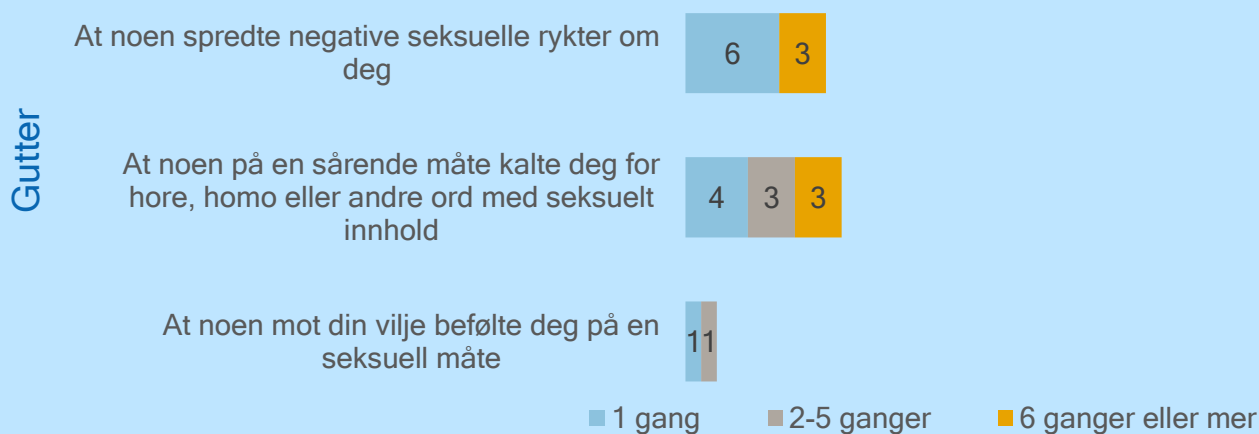 Gutter
At noen spredte negative seksuelle rykter om
deg
6 3
At noen på en sårende måte kalte deg for
hore, homo eller andre ord med seksuelt
innhold
4 3 3
At noen mot din vilje befølte deg på en
seksuell måte
1 1
1 gang 2-5 ganger 6 ganger eller mer